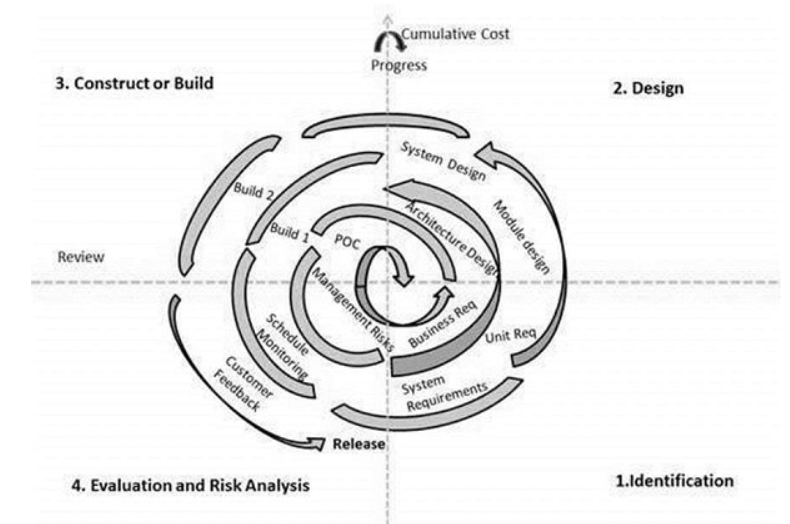 Cumulative Cost
Progress
3. Construct or Build
2. Design
System Design
Build 2
Module design
Architecture Design
Build 1
POC
Review
Management Risks
Business Req
Schedule
Monitoring
Unit Req
Customer
Feedback
System
Requirements
Release
4. Evaluation and Risk Analysis
1.Identification